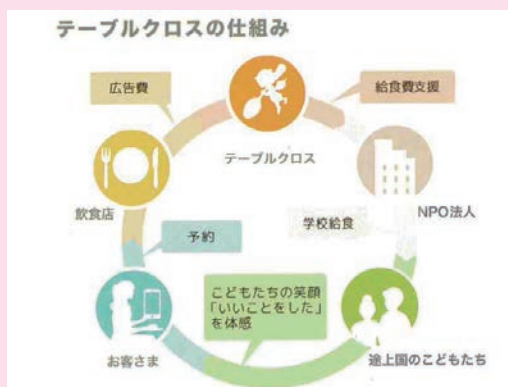 テーブルクロスの仕組み
広告費
給食費支援
テーブルクロス
飲食店
NPO法人
学校給食
予約
こどもたちの笑顔
「いいことをした」
を体感
お客さま
途上国のこどもたち